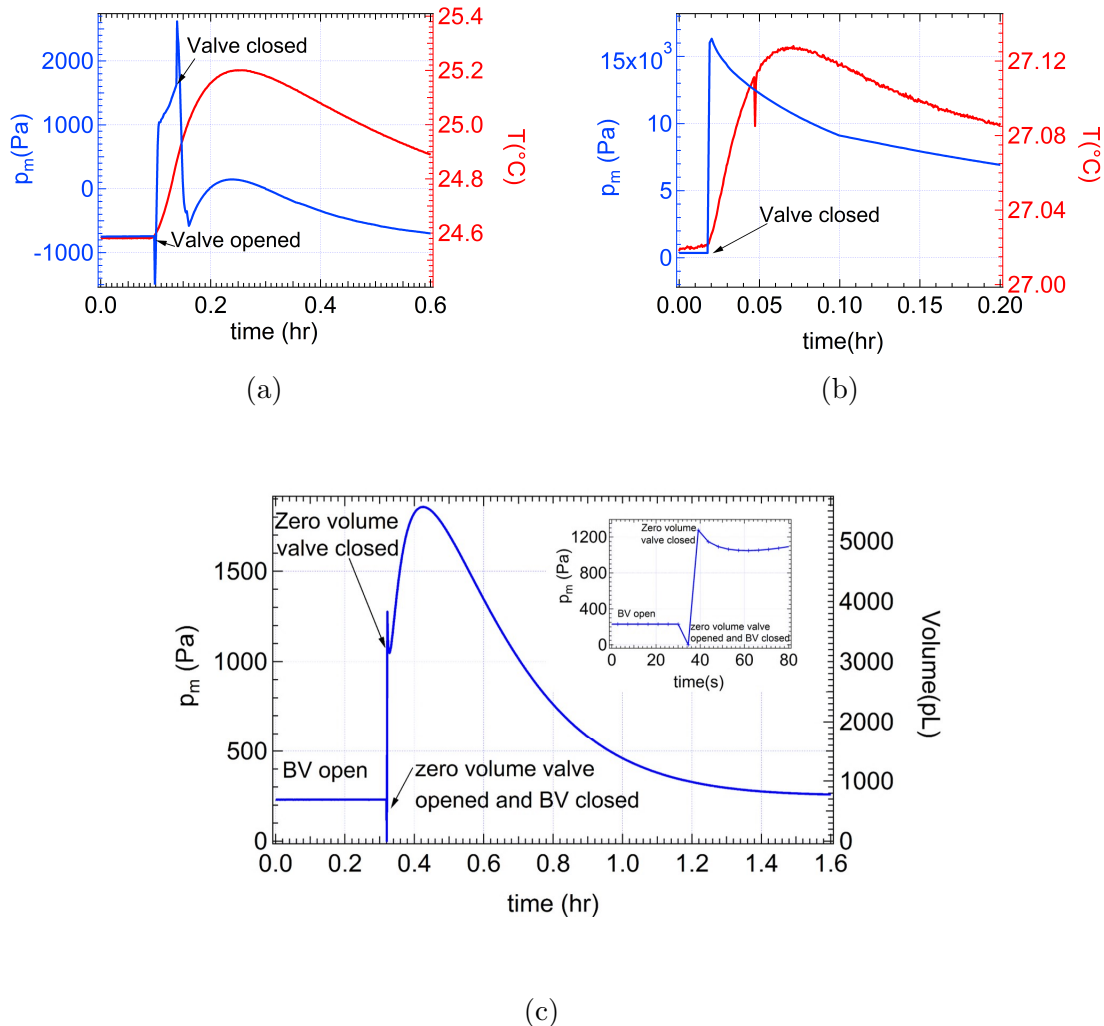 2000
1000
0
-1000
pm(Pa)
Valve closed
Valve opened
25.4
25.2
25.0
24.8
24.6
T(°C)
0.0 0.2 0.4 0.6
time (hr)
(a)
15x10³
10
5
0
pm (Pa)
Valve closed
27.12
27.08
27.04
27.00
T(°C)
0.00 0.05 0.10 0.15 0.20
time(hr)
(b)
1500
1000
500
0
pm (Pa)
Zero volume
valve closed
BV open
zero volume valve
opened and BV closed
1200
800
400
0
pm (Pa)
Zero volume
valve closed
BV open
zero volume valve
opened and BV closed
0 20 40 60 80
time(s)
5000
4000
3000
2000
1000
0
Volume(pL)
0.0 0.2 0.4 0.6 0.8 1.0 1.2 1.4 1.6
time (hr)
(c)